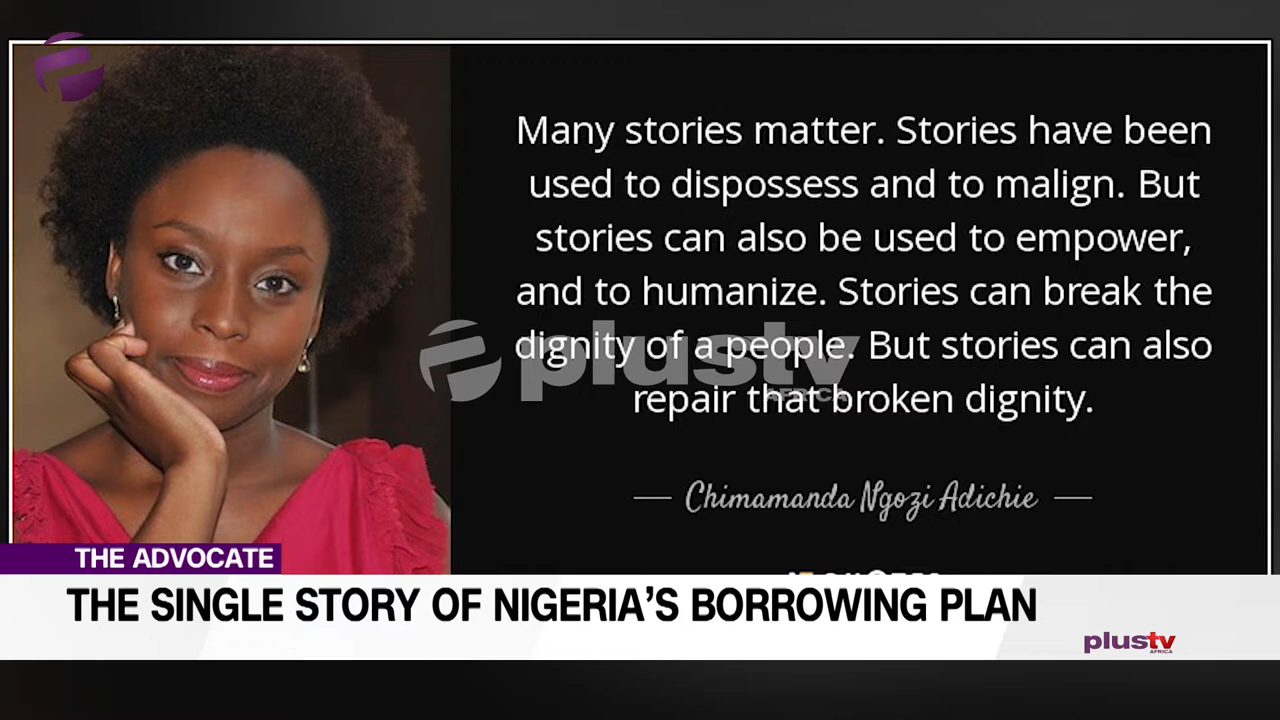 Many stories matter. Stories have been
used to dispossess and to malign. But
stories can also be used to empower,
and to humanize. Stories can break the
dignity of a people. But stories can also
repair that broken dignity.
plustv
AFRICA
Chimamanda Ngozi Adichie
THE ADVOCATE
THE SINGLE STORY OF NIGERIA'S BORROWING PLAN
plustv
AFRICA